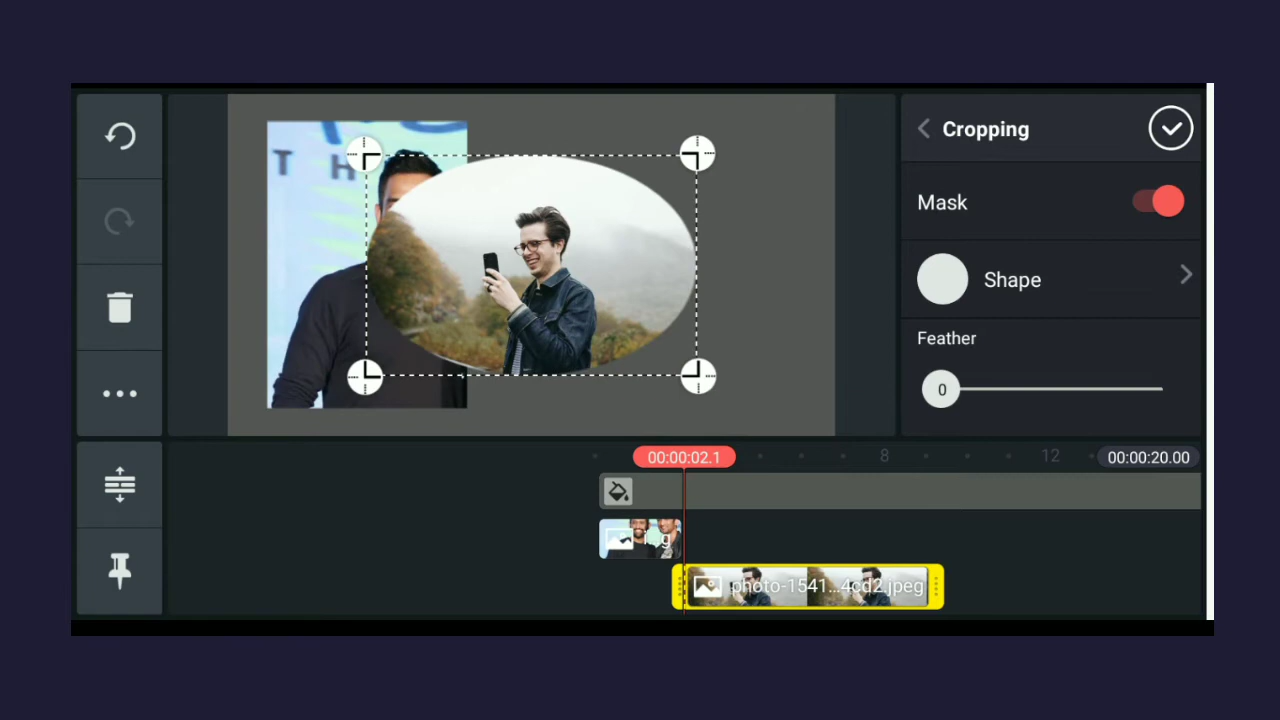 T H
Cropping
Mask
Shape
Feather
0
00:00:02.1
8
12
00:00:20.00
photo-1541...4cd2.jpeg